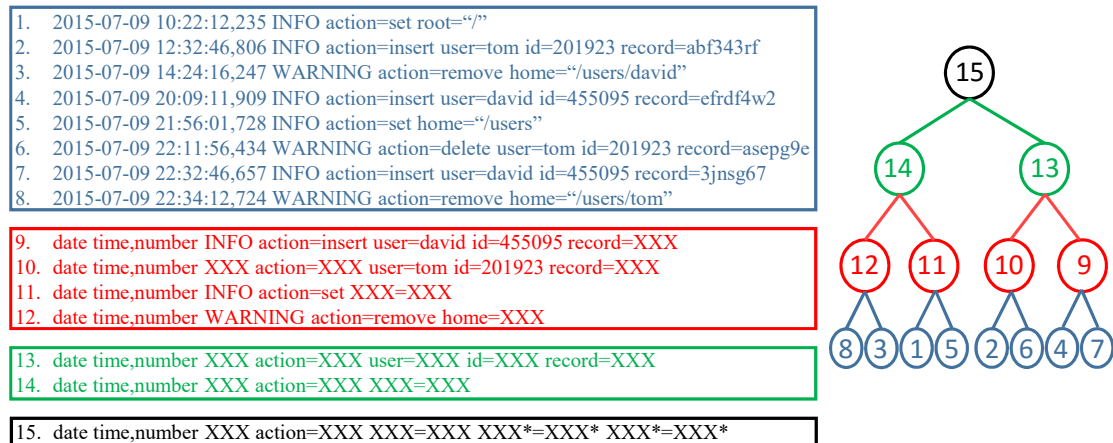 1. 2015-07-09 10:22:12,235 INFO action=set root=“/”
2. 2015-07-09 12:32:46,806 INFO action=insert user=tom id=201923 record=abf343rf
3. 2015-07-09 14:24:16,247 WARNING action=remove home=“/users/david”
4. 2015-07-09 20:09:11,909 INFO action=insert user=david id=455095 record=efrdf4w2
5. 2015-07-09 21:56:01,728 INFO action=set home=“/users”
6. 2015-07-09 22:11:56,434 WARNING action=delete user=tom id=201923 record=asepg9e
7. 2015-07-09 22:32:46,657 INFO action=insert user=david id=455095 record=3jnsg67
8. 2015-07-09 22:34:12,724 WARNING action=remove home=“/users/tom”
9. date time,number INFO action=insert user=david id=455095 record=XXX
10. date time,number XXX action=XXX user=tom id=201923 record=XXX
11. date time,number INFO action=set XXX=XXX
12. date time,number WARNING action=remove home=XXX
13. date time,number XXX action=XXX user=XXX id=XXX record=XXX
14. date time,number XXX action=XXX XXX=XXX
15. date time,number XXX action=XXX XXX=XXX XXX*=XXX* XXX*=XXX*
15
14 13
12 11 10 9
8 3 1 5 2 6 4 7